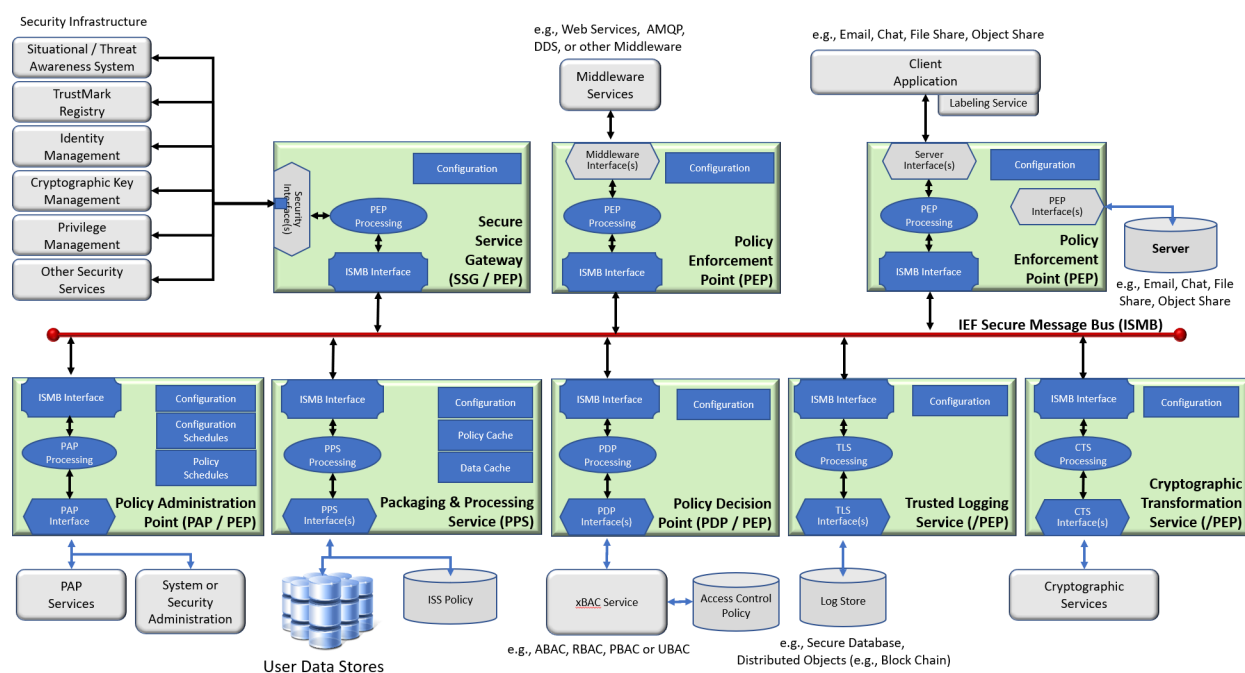 Security Infrastructure
Situational / Threat
Awareness System
TrustMark
Registry
Identity
Management
Cryptographic Key
Management
Privilege
Management
Other Security
Services
Security
Interface(s)
Configuration
PEP
Processing
ISMB Interface
Secure
Service
Gateway
(SSG / PEP)
e.g., Web Services, AMQP,
DDS, or other Middleware
Middleware
Services
Middleware
Interface(s)
Configuration
PEP
Processing
ISMB Interface
Policy
Enforcement
Point (PEP)
e.g., Email, Chat, File Share, Object Share
Client
Application
Labeling Service
Server
Interface(s)
Configuration
PEP
Processing
PEP
Interface(s)
ISMB Interface
Policy
Enforcement
Point (PEP)
Server
e.g., Email, Chat, File
Share, Object Share
IEF Secure Message Bus (ISMB)
ISMB Interface
Configuration
Configuration
Schedules
Policy
Schedules
PAP
Processing
PAP
Interface
Policy Administration
Point (PAP / PEP)
PAP
Services
System or
Security
Administration
ISMB Interface
Configuration
Policy Cache
Data Cache
PPS
Processing
PPS
Interface(s)
Packaging & Processing
Service (PPS)
User Data Stores
ISS Policy
ISMB Interface
Configuration
PDP
Processing
PDP
Interface(s)
Policy Decision
Point (PDP / PEP)
xBAC Service
Access Control
Policy
e.g., ABAC, RBAC, PBAC or UBAC
ISMB Interface
Configuration
TLS
Processing
TLS
Interface(s)
Trusted Logging
Service (/PEP)
Log Store
e.g., Secure Database,
Distributed Objects (e.g., Block Chain)
ISMB Interface
Configuration
CTS
Processing
CTS
Interface(s)
Cryptographic
Transformation
Service (/PEP)
Cryptographic
Services